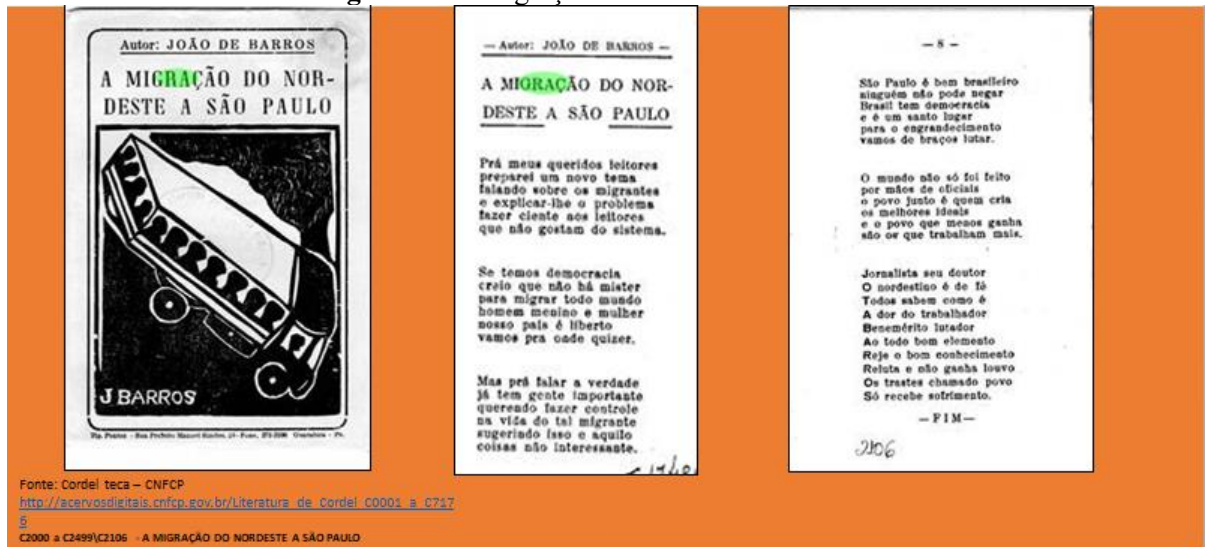 Autor: JOÃO DE BARROS
A MIGRAÇÃO DO NOR-
DESTE A SÃO PAULO
J BARROS
— Autor: JOÃO DE BARROS —
A MIGRAÇÃO DO NOR-
DESTE A SÃO PAULO
Prá meus queridos leitores
preparei um novo tema
falando sobre os migrantes
e explicar-lhe o problema
fazer ciente aos leitores
que não gostam do sistema.
Se temos democracia
creio que não há mister
para migrar todo mundo
homem menino e mulher
nosso país é liberto
vamos pra onde quizer.
Mas prá falar a verdade
já tem gente importante
querendo fazer controle
na vida do tal migrante
sugerindo isso e aquilo
coisas não interessante.
— 8 —
São Paulo é bom brasileiro
ninguém não pode negar
Brasil tem democracia
e é um santo lugar
para o engrandecimento
vamos de braços lutar.
O mundo não só foi feito
por mãos de oficiais
o povo junto é quem cria
os melhores ideais
e o povo que menos ganha
são os que trabalham mais.
Jornalista seu doutor
O nordestino é de fé
Todos sabem como é
A dor do trabalhador
Benemérito lutador
Ao todo bom elemento
Reje o bom conhecimento
Reluta e não ganha louvo
Os trastes chamado povo
Só recebe sofrimento.
—FIM—
2106
Fonte: Cordel teca – CNFCP
http://acervosdigitais.cnfcp.gov.br/Literatura_de_Cordel_C0001_a_C717
6
C2000 a C2499\C2106 - A MIGRAÇÃO DO NORDESTE A SÃO PAULO